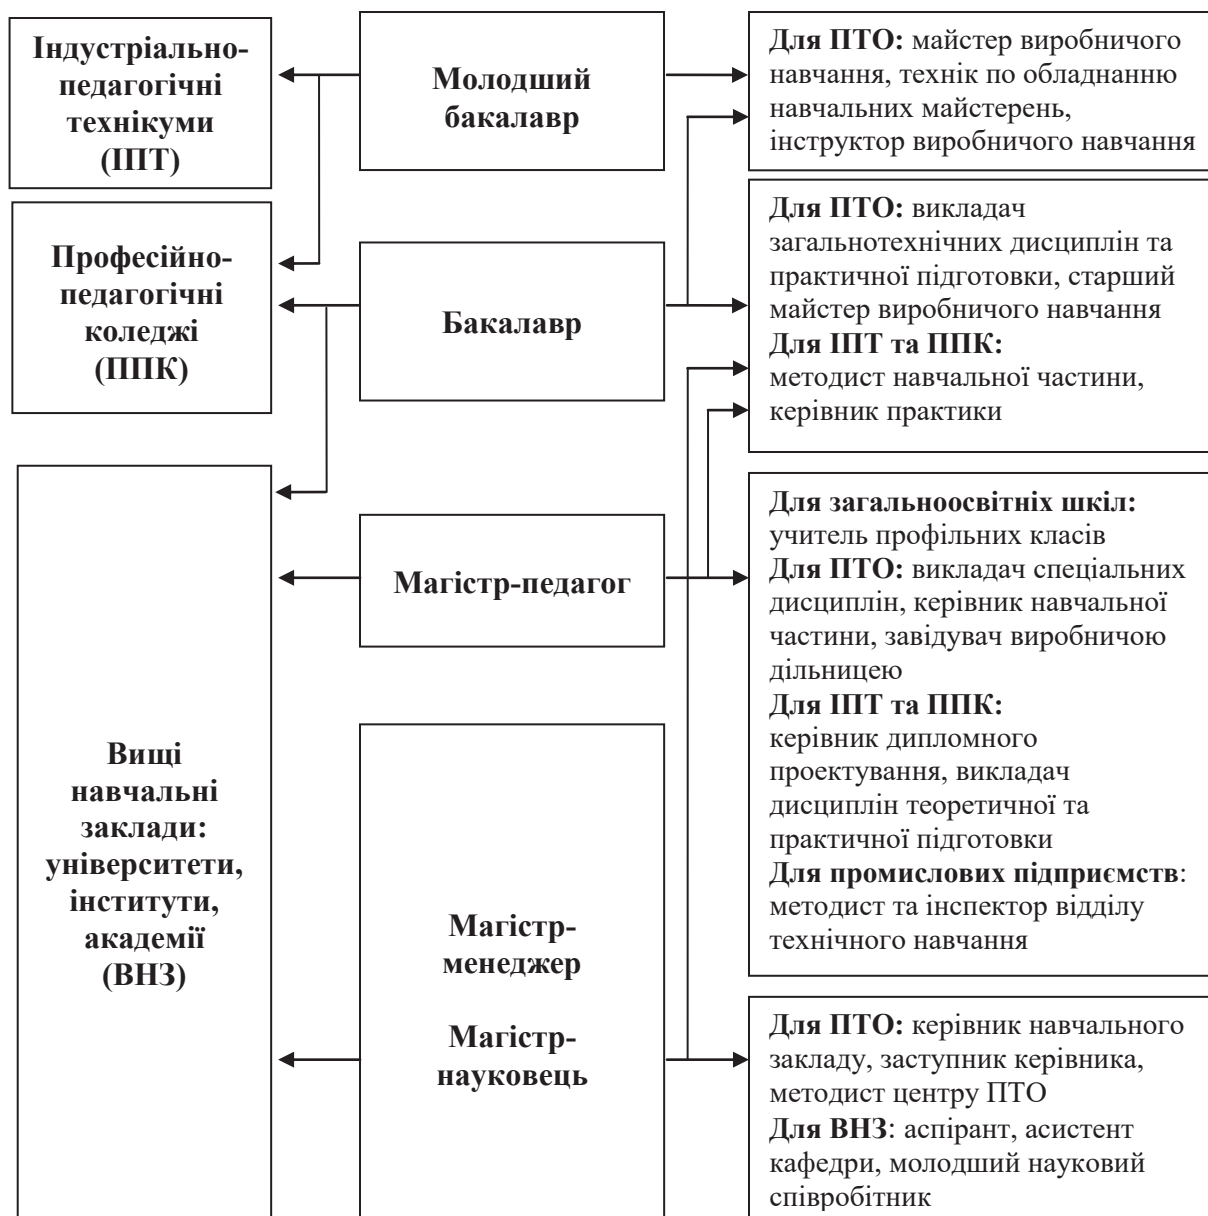 Індустріально-
педагогічні
технікуми
(ІПТ)
Професійно-
педагогічні
коледжі
(ППК)
Вищі
навчальні
заклади:
університети,
інститути,
академії
(ВНЗ)
Молодший
бакалавр
Бакалавр
Магістр-педагог
Магістр-
менеджер
Магістр-
науковець
Для ПТО: майстер виробничого
навчання, технік по обладнанню
навчальних майстерень,
інструктор виробничого навчання
Для ПТО: викладач
загальнотехнічних дисциплін та
практичної підготовки, старший
майстер виробничого навчання
Для ІПТ та ППК:
методист навчальної частини,
керівник практики
Для загальноосвітніх шкіл:
учитель профільних класів
Для ПТО: викладач спеціальних
дисциплін, керівник навчальної
частини, завідувач виробничою
дільницею
Для ІПТ та ППК:
керівник дипломного
проектування, викладач
дисциплін теоретичної та
практичної підготовки
Для промислових підприємств:
методист та інспектор відділу
технічного навчання
Для ПТО: керівник навчального
закладу, заступник керівника,
методист центру ПТО
Для ВНЗ: аспірант, асистент
кафедри, молодший науковий
співробітник